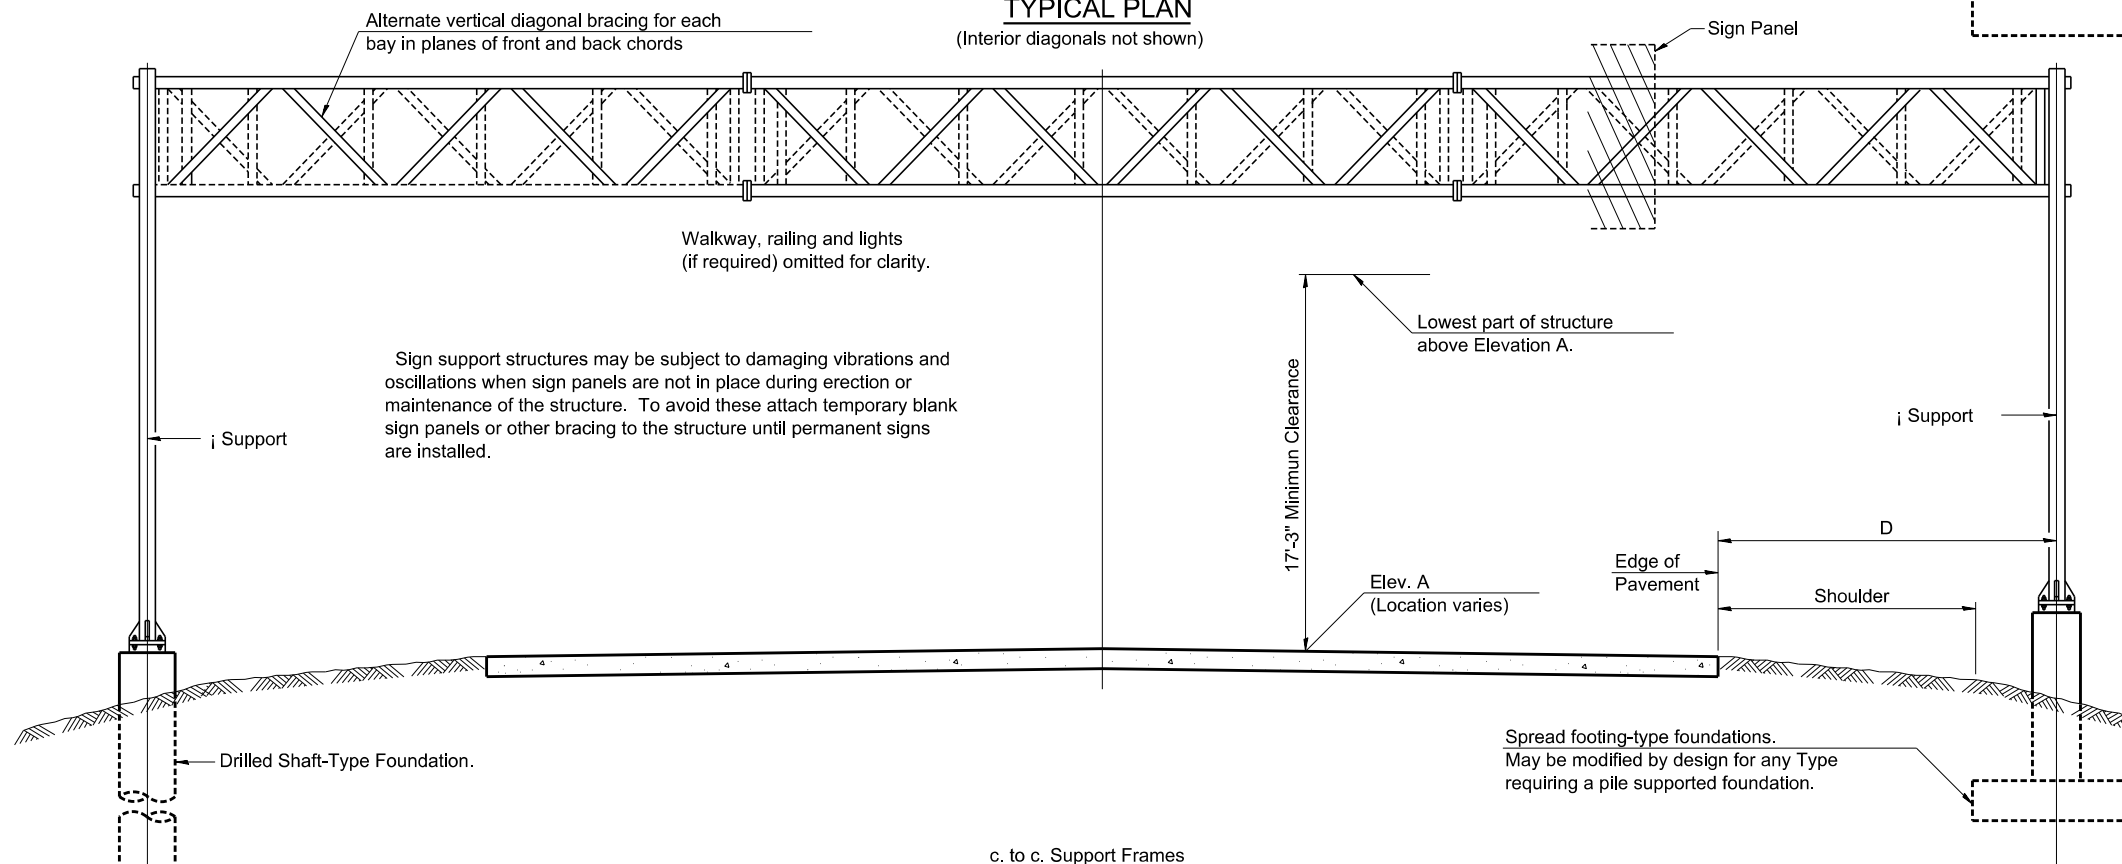 TYPICAL PLAN
(Interior diagonals not shown)
Alternate vertical diagonal bracing for each
bay in planes of front and back chords
Sign Panel
Walkway, railing and lights
(if required) omitted for clarity.
Lowest part of structure
above Elevation A.
Sign support structures may be subject to damaging vibrations and
oscillations when sign panels are not in place during erection or
maintenance of the structure. To avoid these attach temporary blank
sign panels or other bracing to the structure until permanent signs
are installed.
¡ Support
¡ Support
17'-3" Minimun Clearance
D
Edge of
Pavement
Elev. A
(Location varies)
Shoulder
Drilled Shaft-Type Foundation.
Spread footing-type foundations.
May be modified by design for any Type
requiring a pile supported foundation.
c. to c. Support Frames